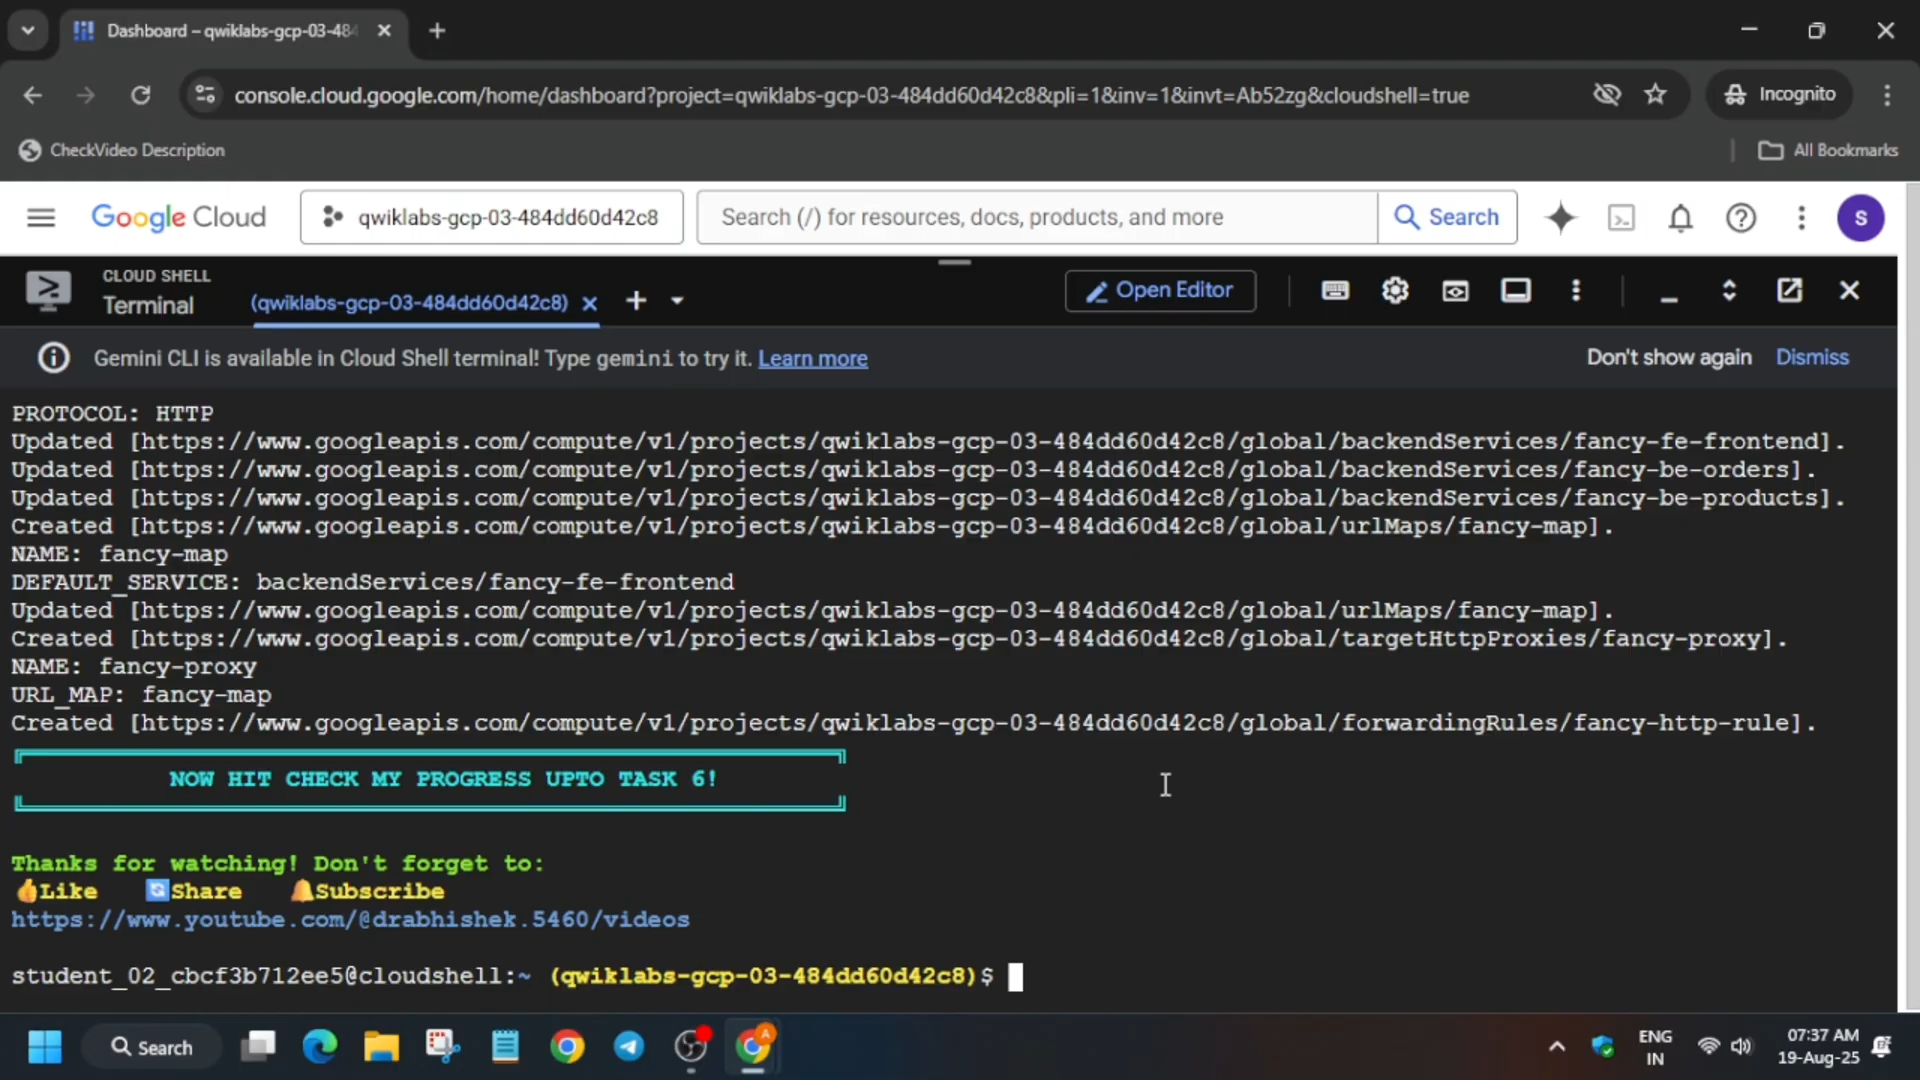 Dashboard – qwiklabs-gcp-03-484
console.cloud.google.com/home/dashboard?project=qwiklabs-gcp-03-484dd60d42c8&pli=1&inv=1&invt=Ab52zg&cloudshell=true
Incognito
CheckVideo Description
All Bookmarks
Google Cloud
qwiklabs-gcp-03-484dd60d42c8
Search (/) for resources, docs, products, and more
Search
S
CLOUD SHELL
Terminal
(qwiklabs-gcp-03-484dd60d42c8)
Open Editor
Gemini CLI is available in Cloud Shell terminal! Type gemini to try it. Learn more
Don't show again
Dismiss
PROTOCOL: HTTP
Updated [https://www.googleapis.com/compute/v1/projects/qwiklabs-gcp-03-484dd60d42c8/global/backendServices/fancy-fe-frontend].
Updated [https://www.googleapis.com/compute/v1/projects/qwiklabs-gcp-03-484dd60d42c8/global/backendServices/fancy-be-orders].
Updated [https://www.googleapis.com/compute/v1/projects/qwiklabs-gcp-03-484dd60d42c8/global/backendServices/fancy-be-products].
Created [https://www.googleapis.com/compute/v1/projects/qwiklabs-gcp-03-484dd60d42c8/global/urlMaps/fancy-map].
NAME: fancy-map
DEFAULT_SERVICE: backendServices/fancy-fe-frontend
Updated [https://www.googleapis.com/compute/v1/projects/qwiklabs-gcp-03-484dd60d42c8/global/urlMaps/fancy-map].
Created [https://www.googleapis.com/compute/v1/projects/qwiklabs-gcp-03-484dd60d42c8/global/targetHttpProxies/fancy-proxy].
NAME: fancy-proxy
URL_MAP: fancy-map
Created [https://www.googleapis.com/compute/v1/projects/qwiklabs-gcp-03-484dd60d42c8/global/forwardingRules/fancy-http-rule].
NOW HIT CHECK MY PROGRESS UPTO TASK 6!
Thanks for watching! Don't forget to:
👍Like 🔄Share 🔔Subscribe
https://www.youtube.com/@drabhishek.5460/videos
student_02_cbcf3b712ee5@cloudshell:~ (qwiklabs-gcp-03-484dd60d42c8)$
Search
ENG
IN
07:37 AM
19-Aug-25